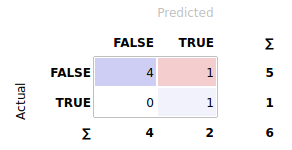 Predicted
FALSE TRUE Σ
FALSE 4 1 5
Actual
TRUE 0 1 1
Σ 4 2 6